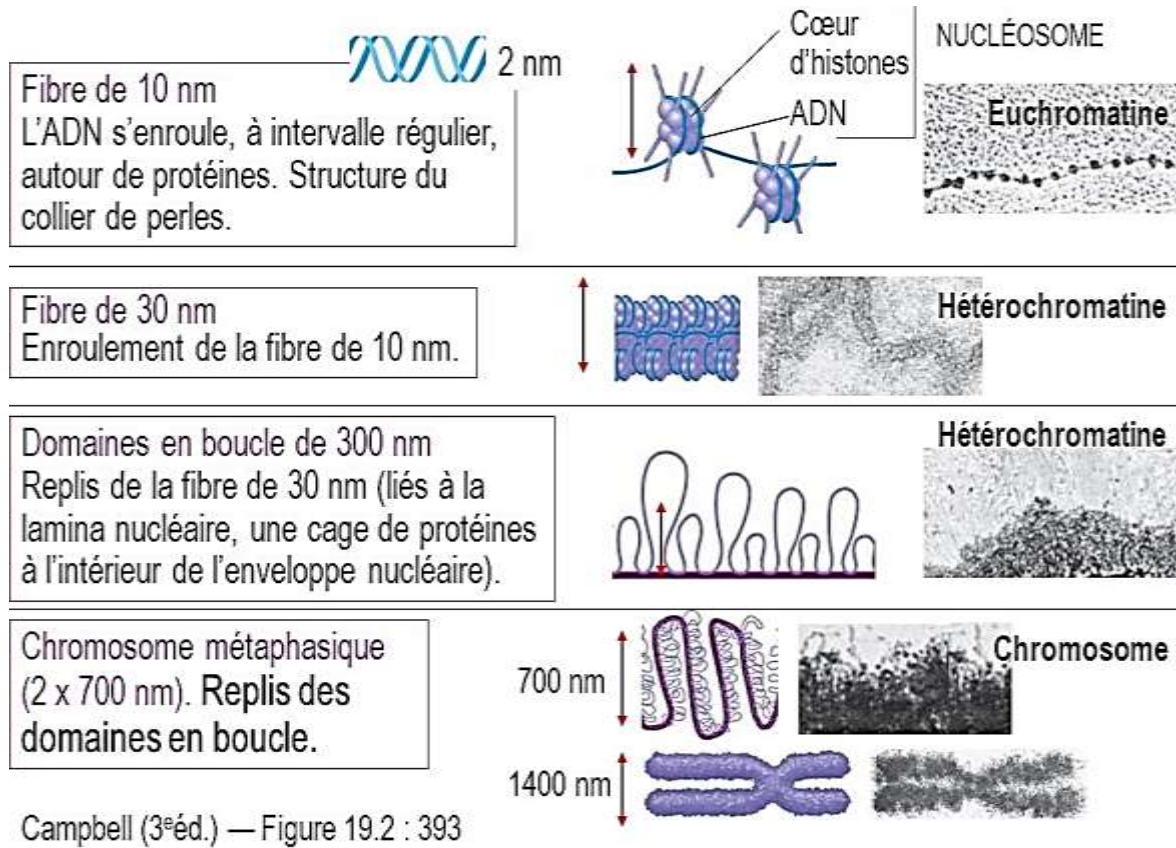 2 nm
Fibre de 10 nm
L’ADN s’enroule, à intervalle régulier,
autour de protéines. Structure du
collier de perles.
Cœur
d’histones
ADN
NUCLÉOSOME
Euchromatine
Fibre de 30 nm
Enroulement de la fibre de 10 nm.
Hétérochromatine
Domaines en boucle de 300 nm
Replis de la fibre de 30 nm (liés à la
lamina nucléaire, une cage de protéines
à l’intérieur de l’enveloppe nucléaire).
Hétérochromatine
Chromosome métaphasique
(2 x 700 nm). Replis des
domaines en boucle.
700 nm
Chromosome
1400 nm
Campbell (3ᵉéd.) — Figure 19.2 : 393